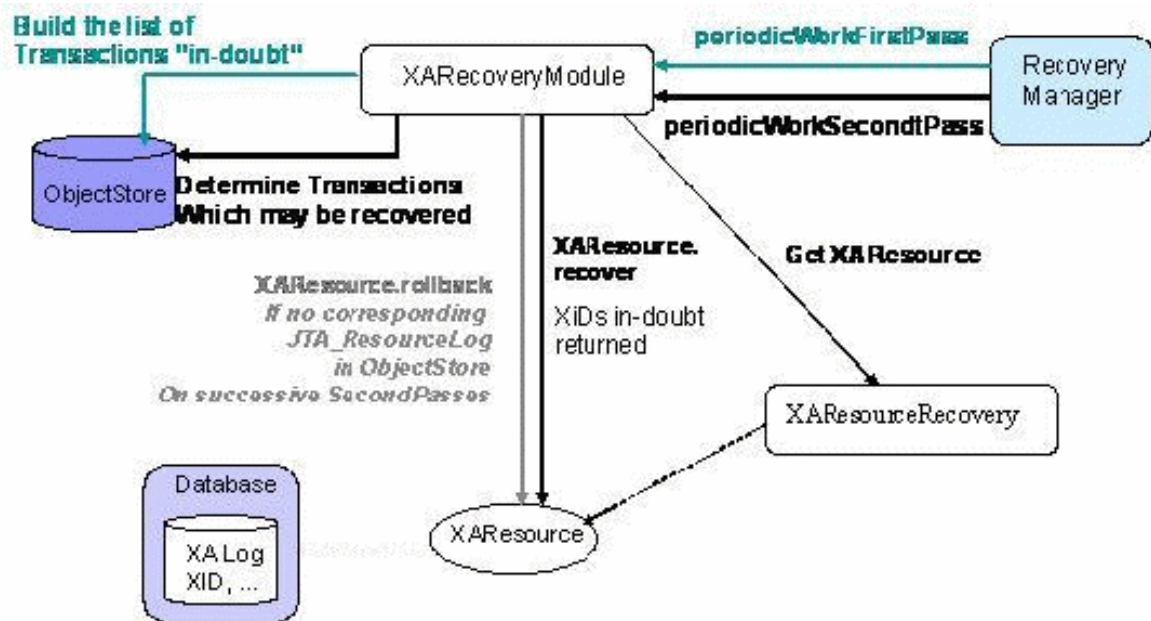 Build the list of
Transactions "in-doubt"
periodicWorkFirstPass
XARecoveryModule
Recovery
Manager
periodicWorkSecondtPass
ObjectStore
Determine Transactions
Which may be recovered
XAResource.rollback
If no corresponding
JTA_ResourceLog
in ObjectStore
On successive SecondPasses
XAResource.
recover
XiDs in-doubt
returned
Get XAResource
XAResourceRecovery
Database
XA Log
XID, ...
XAResource